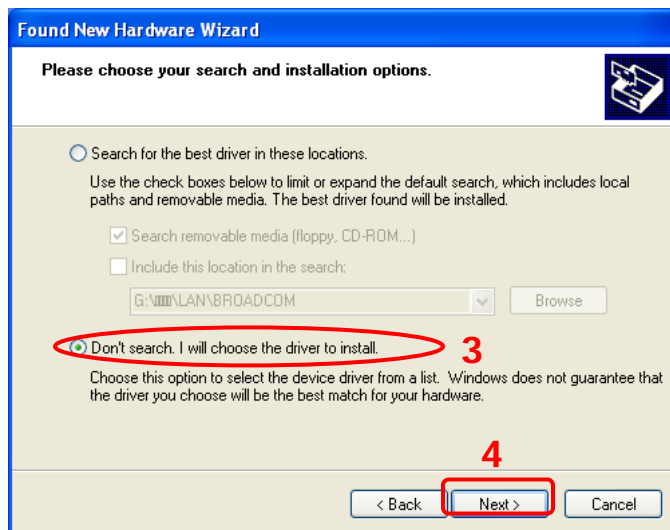 Found New Hardware Wizard
Please choose your search and installation options.
Search for the best driver in these locations.
Use the check boxes below to limit or expand the default search, which includes local
paths and removable media. The best driver found will be installed.
Search removable media (floppy, CD-ROM...)
Include this location in the search:
\LAN\BROADCOM
Browse
Don't search. I will choose the driver to install.
3
Choose this option to select the device driver from a list. Windows does not guarantee that
the driver you choose will be the best match for your hardware.
4
< Back
Next >
Cancel